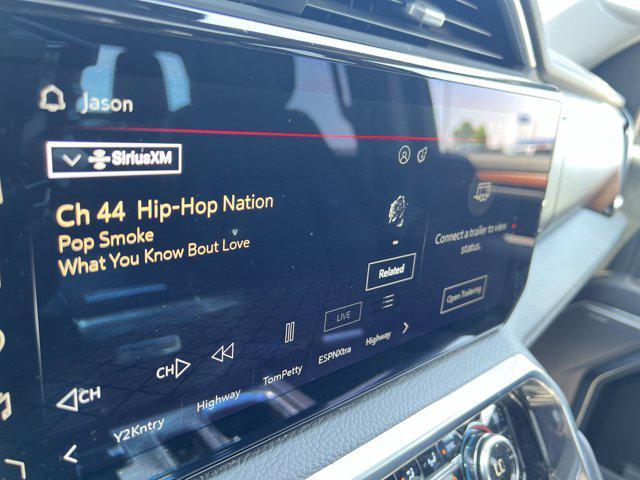 Jason
SiriusXM
Ch 44 Hip-Hop Nation
Pop Smoke
What You Know Bout Love
Related
Connect a trailer to view
status.
Open Trailering
LIVE
CH
CH
Y2Kntry
Highway
TomPetty
ESPNXtra
Highway